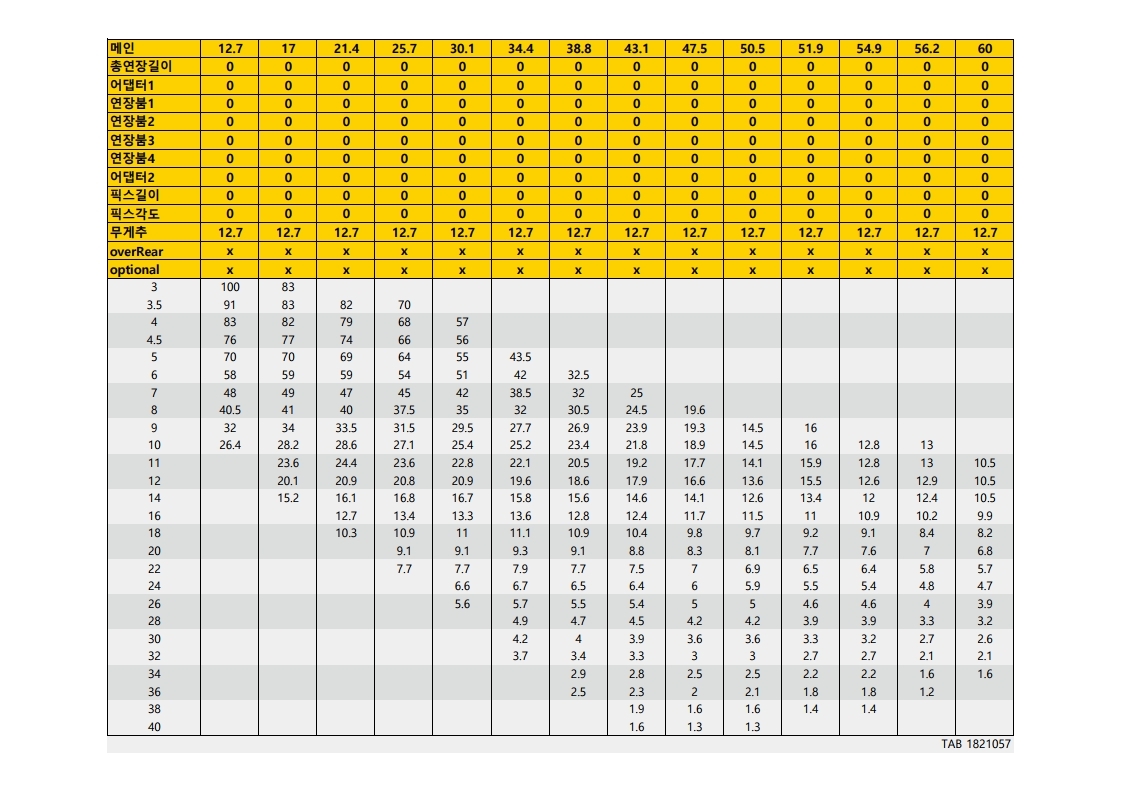 메인 12.7 17 21.4 25.7 30.1 34.4 38.8 43.1 47.5 50.5 51.9 54.9 56.2 60
총연장길이 0 0 0 0 0 0 0 0 0 0 0 0 0 0
어댑터1 0 0 0 0 0 0 0 0 0 0 0 0 0 0
연장붐1 0 0 0 0 0 0 0 0 0 0 0 0 0 0
연장붐2 0 0 0 0 0 0 0 0 0 0 0 0 0 0
연장붐3 0 0 0 0 0 0 0 0 0 0 0 0 0 0
연장붐4 0 0 0 0 0 0 0 0 0 0 0 0 0 0
어댑터2 0 0 0 0 0 0 0 0 0 0 0 0 0 0
픽스길이 0 0 0 0 0 0 0 0 0 0 0 0 0 0
픽스각도 0 0 0 0 0 0 0 0 0 0 0 0 0 0
무게추 12.7 12.7 12.7 12.7 12.7 12.7 12.7 12.7 12.7 12.7 12.7 12.7 12.7 12.7
overRear x x x x x x x x x x x x x x
optional x x x x x x x x x x x x x x
3 100 83
3.5 91 83 82 70
4 83 82 79 68 57
4.5 76 77 74 66 56
5 70 70 69 64 55 43.5
6 58 59 59 54 51 42 32.5
7 48 49 47 45 42 38.5 32 25
8 40.5 41 40 37.5 35 32 30.5 24.5 19.6
9 32 34 33.5 31.5 29.5 27.7 26.9 23.9 19.3 14.5 16
10 26.4 28.2 28.6 27.1 25.4 25.2 23.4 21.8 18.9 14.5 16 12.8 13
11 23.6 24.4 23.6 22.8 22.1 20.5 19.2 17.7 14.1 15.9 12.8 13 10.5
12 20.1 20.9 20.8 20.9 19.6 18.6 17.9 16.6 13.6 15.5 12.6 12.9 10.5
14 15.2 16.1 16.8 16.7 15.8 15.6 14.6 14.1 12.6 13.4 12 12.4 10.5
16 12.7 13.4 13.3 13.6 12.8 12.4 11.7 11.5 11 10.9 10.2 9.9
18 10.3 10.9 11 11.1 10.9 10.4 9.8 9.7 9.2 9.1 8.4 8.2
20 9.1 9.1 9.3 9.1 8.8 8.3 8.1 7.7 7.6 7 6.8
22 7.7 7.7 7.9 7.7 7.5 7 6.9 6.5 6.4 5.8 5.7
24 6.6 6.7 6.5 6.4 6 5.9 5.5 5.4 4.8 4.7
26 5.6 5.7 5.5 5.4 5 5 4.6 4.6 4 3.9
28 4.9 4.7 4.5 4.2 4.2 3.9 3.9 3.3 3.2
30 4.2 4 3.9 3.6 3.6 3.3 3.2 2.7 2.6
32 3.7 3.4 3.3 3 3 2.7 2.7 2.1 2.1
34 2.9 2.8 2.5 2.5 2.2 2.2 1.6 1.6
36 2.5 2.3 2 2.1 1.8 1.8 1.2
38 1.9 1.6 1.6 1.4 1.4
40 1.6 1.3 1.3
TAB 1821057